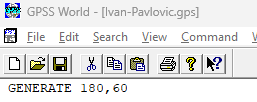 GPSS World - [Ivan-Pavlovic.gps]
File Edit Search View Command
GENERATE 180,60